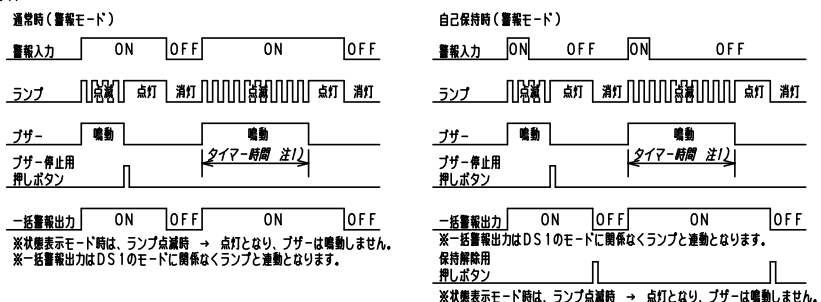 通常時(警報モード)
警報入力 ON OFF ON OFF
ランプ 点滅 点灯 消灯 点滅 点灯 消灯
ブザー 鳴動 鳴動
タイマー時間 注1)
ブザー停止用
押しボタン
一括警報出力 ON OFF ON OFF
※状態表示モード時は、ランプ点滅時 → 点灯となり、ブザーは鳴動しません。
※一括警報出力はDS1のモードに関係なくランプと連動となります。
自己保持時(警報モード)
警報入力 ON OFF ON OFF
ランプ 点滅 点灯 消灯 点滅 点灯 消灯
ブザー 鳴動 鳴動
タイマー時間 注1)
ブザー停止用
押しボタン
一括警報出力 ON OFF ON OFF
※一括警報出力はDS1のモードに関係なくランプと連動となります。
保持解除用
押しボタン
※状態表示モード時は、ランプ点滅時 → 点灯となり、ブザーは鳴動しません。